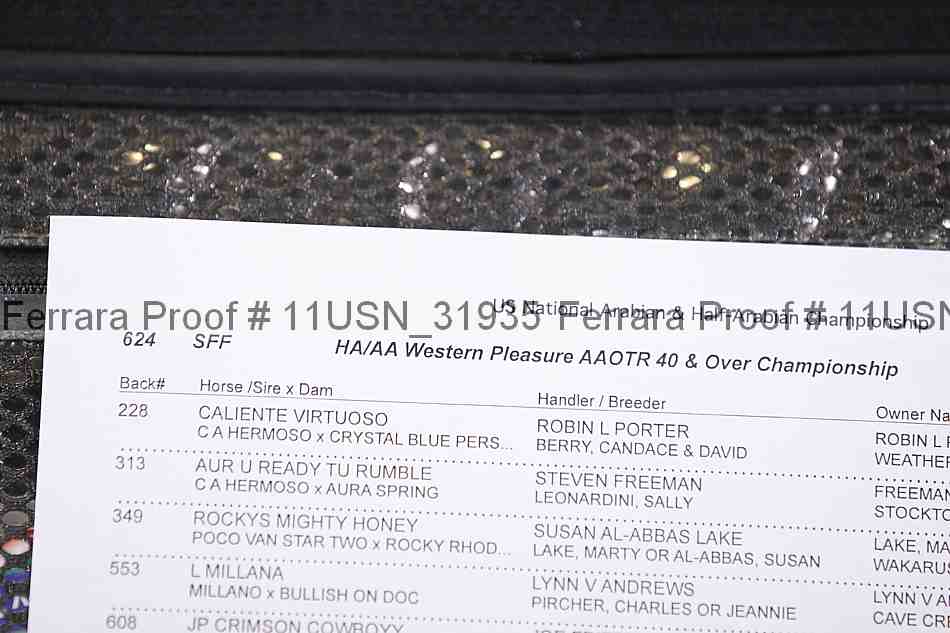 US National Arabian & Half-Arabian Championship
Ferrara Proof # 11USN_31935 Ferrara Proof # 11USN
624 SFF HA/AA Western Pleasure AAOTR 40 & Over Championship
Back# Horse /Sire x Dam Handler / Breeder Owner Na
228 CALIENTE VIRTUOSO ROBIN L PORTER ROBIN L P
C A HERMOSO x CRYSTAL BLUE PERS... BERRY, CANDACE & DAVID WEATHER
313 AUR U READY TU RUMBLE STEVEN FREEMAN FREEMAN
C A HERMOSO x AURA SPRING LEONARDINI, SALLY STOCKTO
349 ROCKYS MIGHTY HONEY SUSAN AL-ABBAS LAKE LAKE, MA
POCO VAN STAR TWO x ROCKY RHOD... LAKE, MARTY OR AL-ABBAS, SUSAN WAKARUS
553 L MILLANA LYNN V ANDREWS LYNN V A
MILLANO x BULLISH ON DOC PIRCHER, CHARLES OR JEANNIE CAVE CR
608 JP CRIMSON COWBOYY